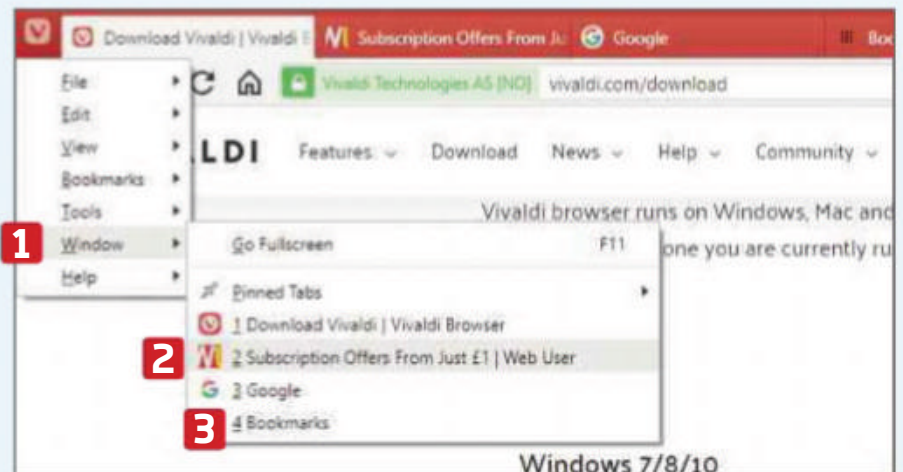 Download Vivaldi | Vivaldi Subscription Offers From Ju Google Boo
File
Edit
View
Bookmarks
Tools
Window
Help
Vivaldi Technologies AS [NO] vivaldi.com/download
LDI Features Download News Help Community
Vivaldi browser runs on Windows, Mac and
one you are currently ru
1
Go Fullscreen F11
Pinned Tabs
1 Download Vivaldi | Vivaldi Browser
2
2 Subscription Offers From Just £1 | Web User
3 Google
3
4 Bookmarks
Windows 7/8/10